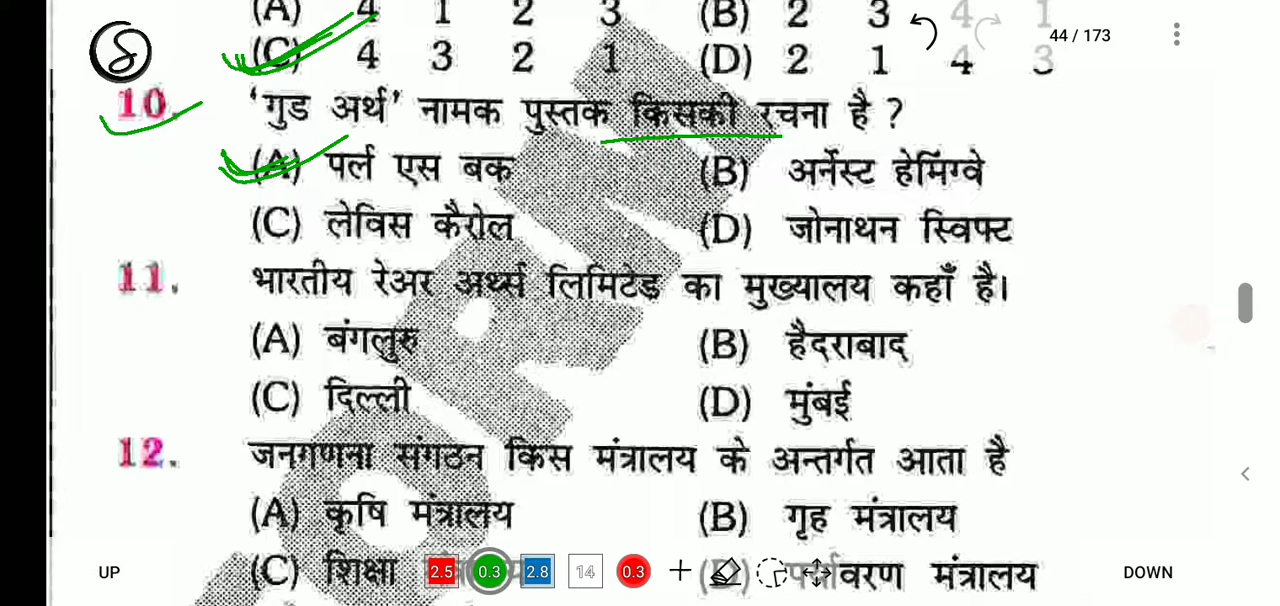 (A) 4 1 2 3 (B) 2 3 4 1
8 (C) 4 3 2 1 (D) 2 1 4 3
44 / 173
10. 'गुड अर्थ' नामक पुस्तक किसकी रचना है ?
(A) पर्ल एस बक (B) अर्नेस्ट हेमिंग्वे
(C) लेविस कैरोल (D) जोनाथन स्विफ्ट
11. भारतीय रेअर अर्थ्स लिमिटेड का मुख्यालय कहाँ है।
(A) बंगलुरु (B) हैदराबाद
(C) दिल्ली (D) मुंबई
12. जनगणना संगठन किस मंत्रालय के अन्तर्गत आता है
(A) कृषि मंत्रालय (B) गृह मंत्रालय
UP (C) शिक्षा 2.5 0.3 2.8 14 0.3 मंत्रालय DOWN